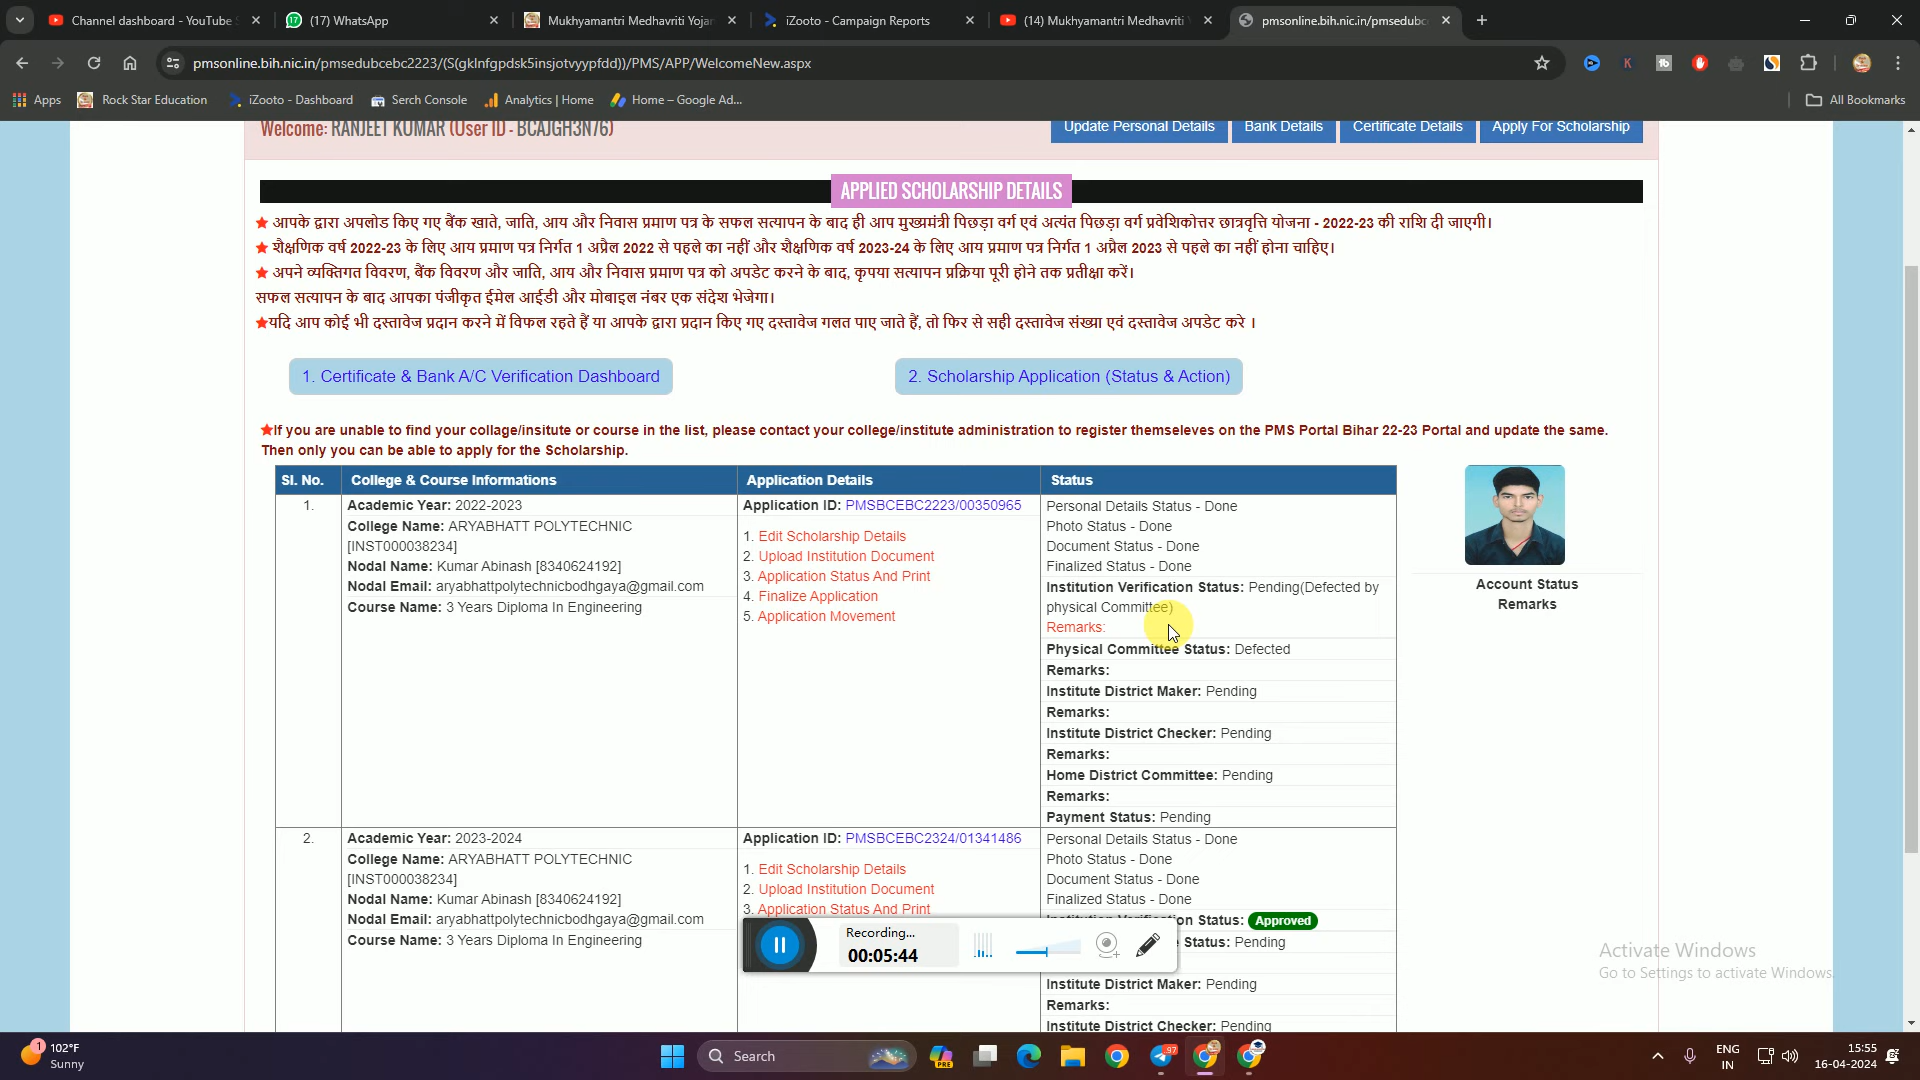 Channel dashboard - YouTube S
(17) WhatsApp
Mukhyamantri Medhavriti Yojan
iZooto - Campaign Reports
(14) Mukhyamantri Medhavriti Y
pmsonline.bih.nic.in/pmsedubce
pmsonline.bih.nic.in/pmsedubcebc2223/(S(gklnfgpdsk5insjotvyypfdd))/PMS/APP/WelcomeNew.aspx
Apps
Rock Star Education
iZooto - Dashboard
Serch Console
Analytics | Home
Home – Google Ad...
All Bookmarks
Welcome: RANJEET KUMAR (User ID - BCAJGH3N76)
Update Personal Details
Bank Details
Certificate Details
Apply For Scholarship
APPLIED SCHOLARSHIP DETAILS
★ आपके द्वारा अपलोड किए गए बैंक खाते, जाति, आय और निवास प्रमाण पत्र के सफल सत्यापन के बाद ही आप मुख्यमंत्री पिछड़ा वर्ग एवं अत्यंत पिछड़ा वर्ग प्रवेशिकोत्तर छात्रवृत्ति योजना - 2022-23 की राशि दी जाएगी।
★ शैक्षणिक वर्ष 2022-23 के लिए आय प्रमाण पत्र निर्गत 1 अप्रैल 2022 से पहले का नहीं और शैक्षणिक वर्ष 2023-24 के लिए आय प्रमाण पत्र निर्गत 1 अप्रैल 2023 से पहले का नहीं होना चाहिए।
★ अपने व्यक्तिगत विवरण, बैंक विवरण और जाति, आय और निवास प्रमाण पत्र को अपडेट करने के बाद, कृपया सत्यापन प्रक्रिया पूरी होने तक प्रतीक्षा करें।
सफल सत्यापन के बाद आपका पंजीकृत ईमेल आईडी और मोबाइल नंबर एक संदेश भेजेगा।
★यदि आप कोई भी दस्तावेज प्रदान करने में विफल रहते हैं या आपके द्वारा प्रदान किए गए दस्तावेज गलत पाए जाते हैं, तो फिर से सही दस्तावेज संख्या एवं दस्तावेज अपडेट करे ।
1. Certificate & Bank A/C Verification Dashboard
2. Scholarship Application (Status & Action)
★If you are unable to find your collage/insitute or course in the list, please contact your college/institute administration to register themseleves on the PMS Portal Bihar 22-23 Portal and update the same.
Then only you can be able to apply for the Scholarship.
Sl. No.
College & Course Informations
Application Details
Status
1.
Academic Year: 2022-2023
College Name: ARYABHATT POLYTECHNIC
[INST000038234]
Nodal Name: Kumar Abinash [8340624192]
Nodal Email: aryabhattpolytechnicbodhgaya@gmail.com
Course Name: 3 Years Diploma In Engineering
Application ID: PMSBCEBC2223/00350965
1. Edit Scholarship Details
2. Upload Institution Document
3. Application Status And Print
4. Finalize Application
5. Application Movement
Personal Details Status - Done
Photo Status - Done
Document Status - Done
Finalized Status - Done
Institution Verification Status: Pending(Defected by
physical Committee)
Remarks:
Physical Committee Status: Defected
Remarks:
Institute District Maker: Pending
Remarks:
Institute District Checker: Pending
Remarks:
Home District Committee: Pending
Remarks:
Payment Status: Pending
Account Status
Remarks
2.
Academic Year: 2023-2024
College Name: ARYABHATT POLYTECHNIC
[INST000038234]
Nodal Name: Kumar Abinash [8340624192]
Nodal Email: aryabhattpolytechnicbodhgaya@gmail.com
Course Name: 3 Years Diploma In Engineering
Application ID: PMSBCEBC2324/01341486
1. Edit Scholarship Details
2. Upload Institution Document
3. Application Status And Print
Personal Details Status - Done
Photo Status - Done
Document Status - Done
Finalized Status - Done
Status: Approved
Status: Pending
Institute District Maker: Pending
Remarks:
Institute District Checker: Pending
Recording...
00:05:44
Activate Windows
Go to Settings to activate Windows.
1
102°F
Sunny
Search
PRE
97
ENG
IN
15:55
16-04-2024